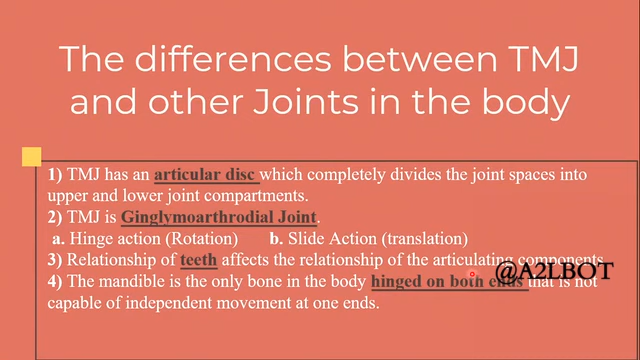 The differences between TMJ
and other Joints in the body
1) TMJ has an articular disc which completely divides the joint spaces into
upper and lower joint compartments.
2) TMJ is Ginglymoarthrodial Joint.
a. Hinge action (Rotation) b. Slide Action (translation)
3) Relationship of teeth affects the relationship of the articulating components.
@A2LBOT
4) The mandible is the only bone in the body hinged on both ends that is not
capable of independent movement at one ends.